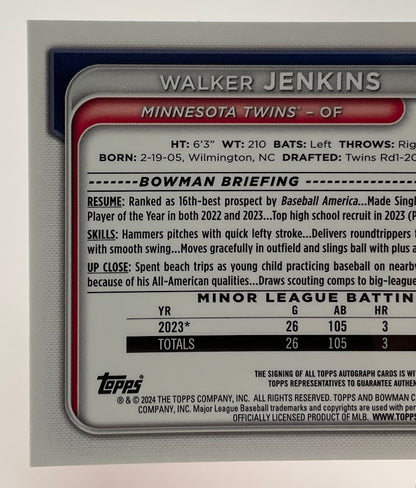 WALKER JENKINS
MINNESOTA TWINS® – OF
HT: 6'3" WT: 210 BATS: Left THROWS: Rig
BORN: 2-19-05, Wilmington, NC DRAFTED: Twins Rd1-20
BOWMAN BRIEFING
RESUME: Ranked as 16th-best prospect by Baseball America...Made Singl
Player of the Year in both 2022 and 2023...Top high school recruit in 2023 (P
SKILLS: Hammers pitches with quick lefty stroke...Delivers roundtrippers f
with smooth swing...Moves gracefully in outfield and slings ball with plus a
UP CLOSE: Spent beach trips as young child practicing baseball on nearby
because of his All-American qualities...Draws scouting comps to big-league
MINOR LEAGUE BATTIN
YR G AB HR
2023* 26 105 3
TOTALS 26 105 3
THE SIGNING OF ALL TOPPS AUTOGRAPH CARDS IS WIT
TOPPS REPRESENTATIVES TO GUARANTEE AUTHEN
TOPPS®
® & © 2024 THE TOPPS COMPANY, INC. ALL RIGHTS RESERVED. TOPPS AND BOWMAN
COMPANY, INC. Major League Baseball trademarks and copyrights are used with per
OFFICIALLY LICENSED PRODUCT OF MLB. WWW.TOPPS